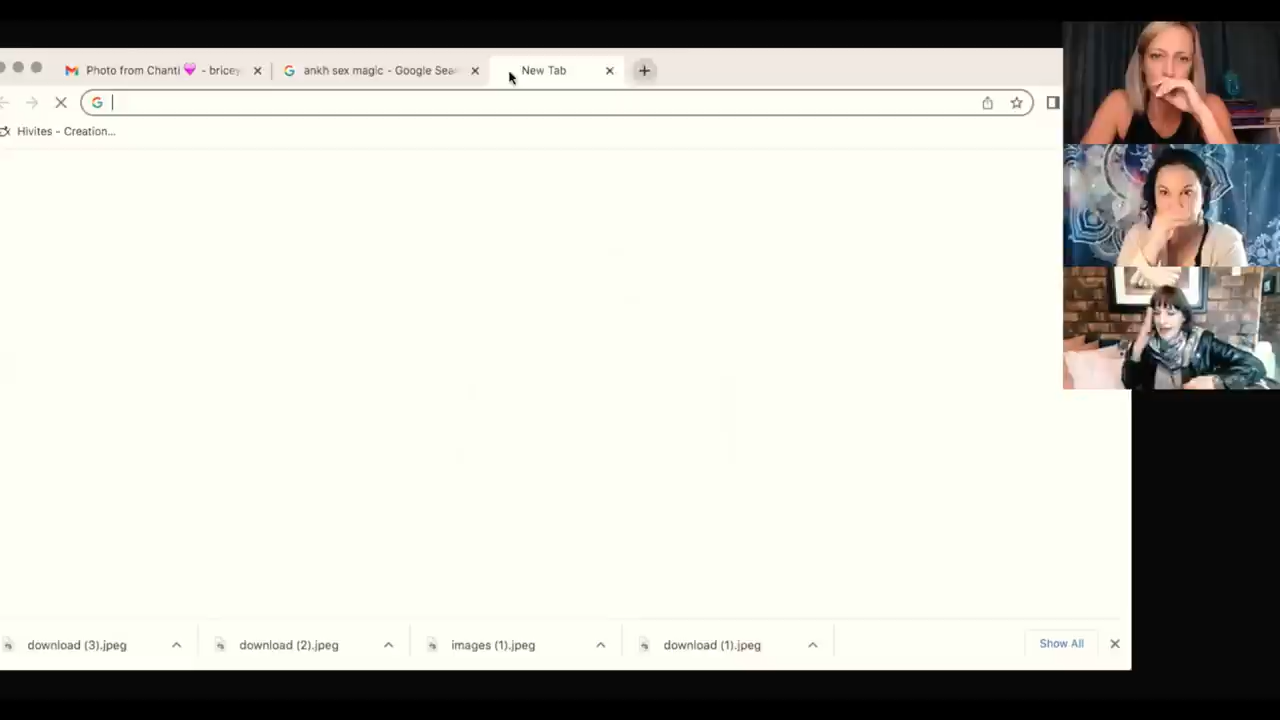 Photo from Chanti 💗 - bricey
ankh sex magic - Google Sea
New Tab
Hivites - Creation...
download (3).jpeg
download (2).jpeg
images (1).jpeg
download (1).jpeg
Show All